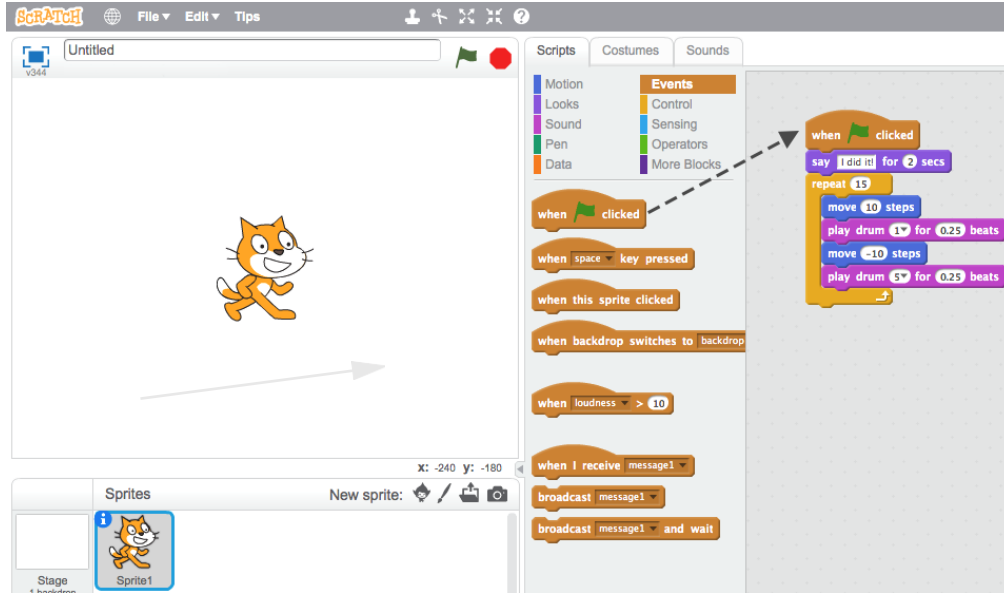 SCRATCH File Edit Tips
Untitled
v344
Scripts Costumes Sounds
Motion Events
Looks Control
Sound Sensing
Pen Operators
Data More Blocks
when clicked
when space key pressed
when this sprite clicked
when backdrop switches to backdrop
when loudness > 10
when I receive message1
broadcast message1
broadcast message1 and wait
when clicked
say I did it! for 2 secs
repeat 15
move 10 steps
play drum 1 for 0.25 beats
move -10 steps
play drum 5 for 0.25 beats
x: -240 y: -180
Sprites New sprite:
Stage
1 backdrop
Sprite1